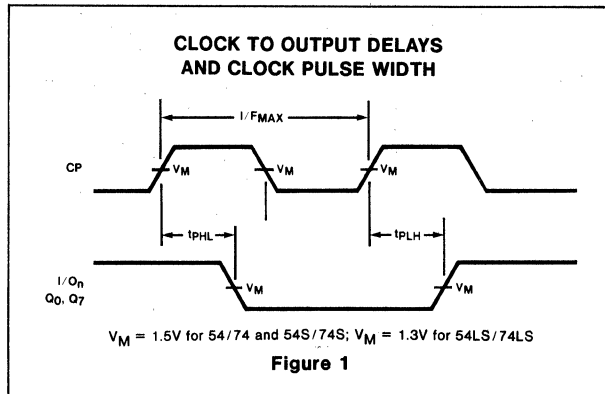 CLOCK TO OUTPUT DELAYS
AND CLOCK PULSE WIDTH
I/FMAX
CP
VM
VM
VM
tPHL
tPLH
I/On
Q0, Q7
VM
VM
VM = 1.5V for 54/74 and 54S/74S; VM = 1.3V for 54LS/74LS
Figure 1